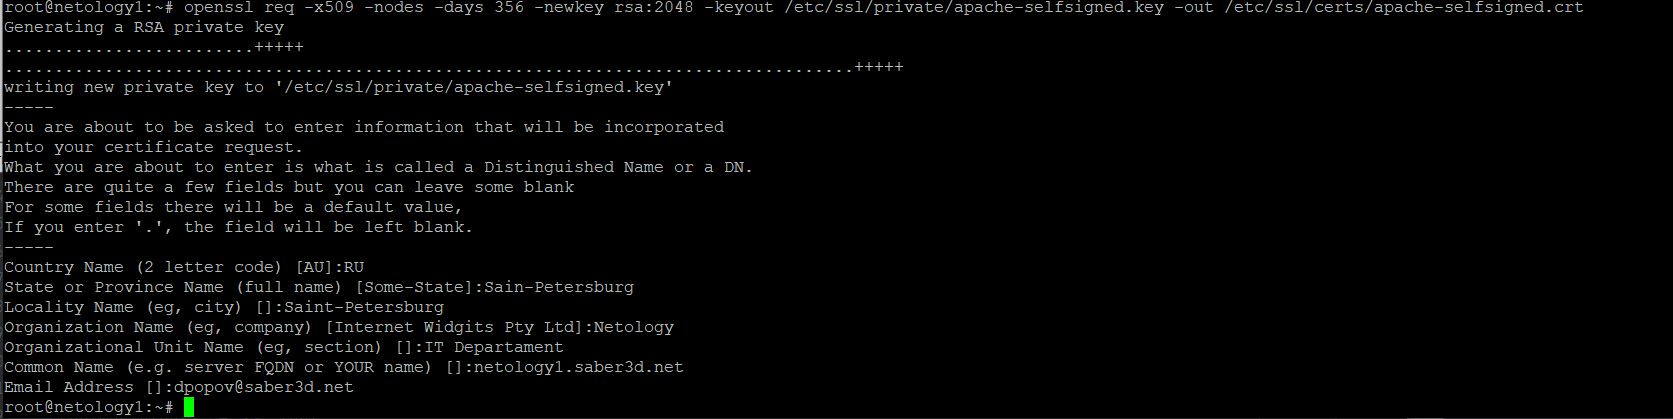 root@netology1:~# openssl req -x509 -nodes -days 356 -newkey rsa:2048 -keyout /etc/ssl/private/apache-selfsigned.key -out /etc/ssl/certs/apache-selfsigned.crt
Generating a RSA private key
.........................+++++
.....................................................................................+++++
writing new private key to '/etc/ssl/private/apache-selfsigned.key'
-----
You are about to be asked to enter information that will be incorporated
into your certificate request.
What you are about to enter is what is called a Distinguished Name or a DN.
There are quite a few fields but you can leave some blank
For some fields there will be a default value,
If you enter '.', the field will be left blank.
-----
Country Name (2 letter code) [AU]:RU
State or Province Name (full name) [Some-State]:Sain-Petersburg
Locality Name (eg, city) []:Saint-Petersburg
Organization Name (eg, company) [Internet Widgits Pty Ltd]:Netology
Organizational Unit Name (eg, section) []:IT Departament
Common Name (e.g. server FQDN or YOUR name) []:netology1.saber3d.net
Email Address []:dpopov@saber3d.net
root@netology1:~#